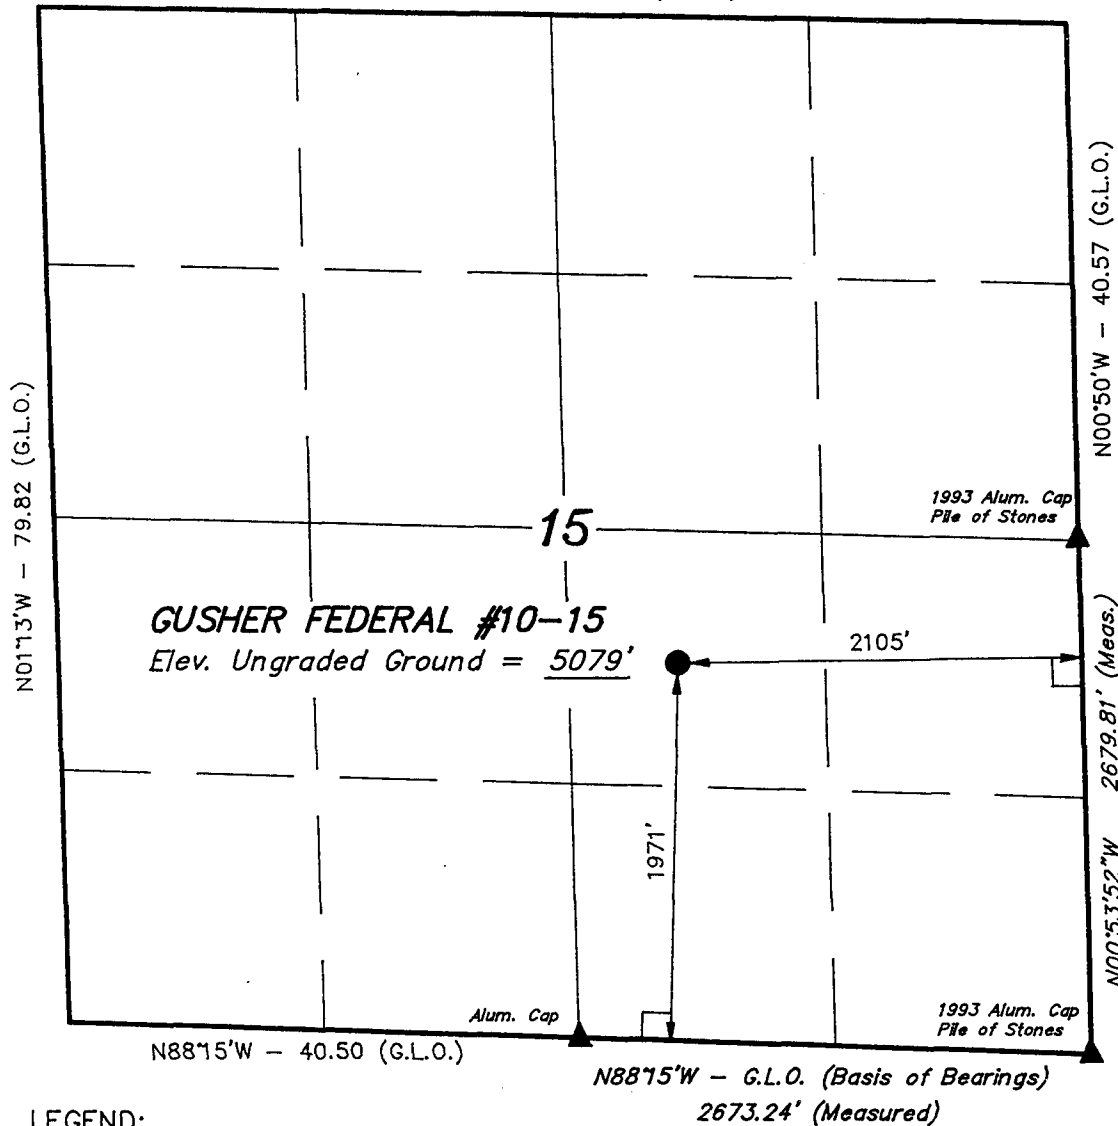 N00°50'W – 40.57 (G.L.O.)
N01°13'W – 79.82 (G.L.O.)
1993 Alum. Cap
Pile of Stones
15
GUSHER FEDERAL #10–15
Elev. Ungraded Ground = 5079'
2105'
1971'
N00°53'52"W 2679.81' (Meas.)
Alum. Cap
1993 Alum. Cap
Pile of Stones
N88°15'W – 40.50 (G.L.O.)
N88°15'W – G.L.O. (Basis of Bearings)
2673.24' (Measured)
LEGEND: